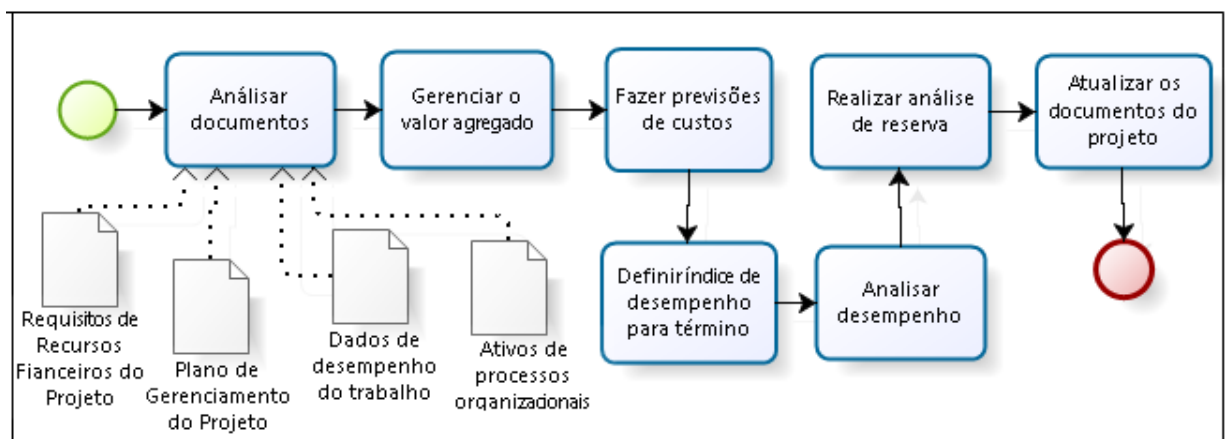 Análisar
documentos
Gerenciar o
valor agregado
Fazer previsões
de custos
Definiríndice de
desempenho
para término
Analisar
desempenho
Realizar análise
de reserva
Atualizar os
documentos do
projeto
Requisitos de
Recursos
Fianceiros do
Projeto
Plano de
Gerenciamento
do Projeto
Dados de
desempenho
do trabalho
Ativos de
processos
organizacionais